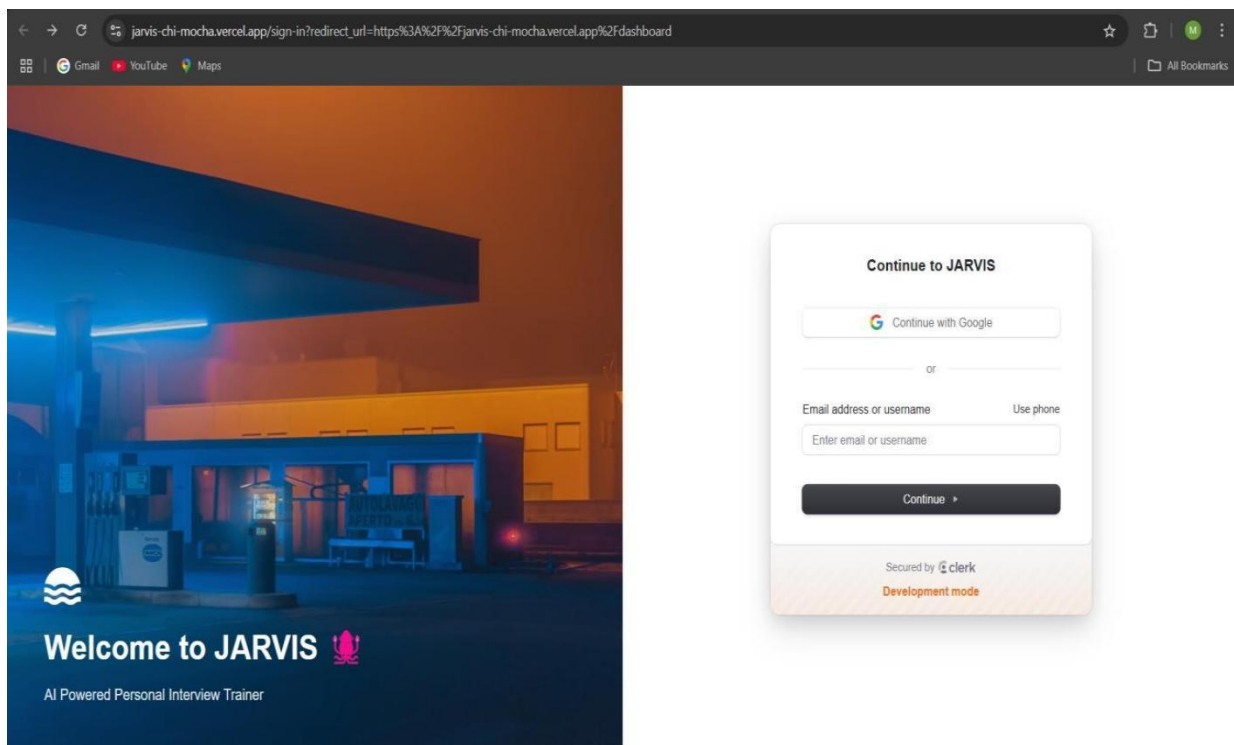 jarvis-chi-mocha.vercel.app/sign-in?redirect_url=https%3A%2F%2Fjarvis-chi-mocha.vercel.app%2Fdashboard
M
Gmail YouTube Maps
All Bookmarks
AUTOLAVAGGIO
APERTO
Welcome to JARVIS
AI Powered Personal Interview Trainer
Continue to JARVIS
Continue with Google
or
Email address or username Use phone
Enter email or username
Continue
Secured by clerk
Development mode